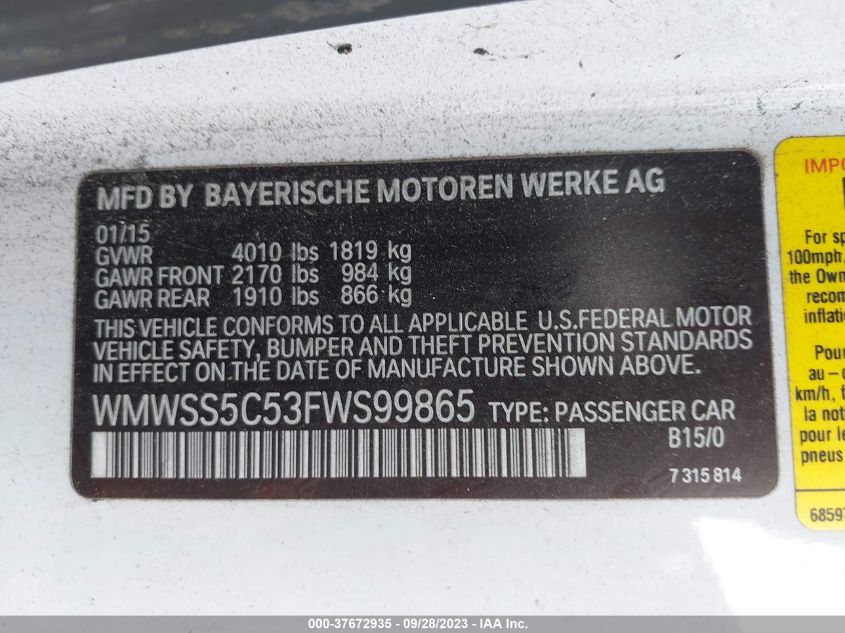 MFD BY BAYERISCHE MOTOREN WERKE AG
01/15
GVWR 4010 lbs 1819 kg
GAWR FRONT 2170 lbs 984 kg
GAWR REAR 1910 lbs 866 kg
THIS VEHICLE CONFORMS TO ALL APPLICABLE U.S.FEDERAL MOTOR
VEHICLE SAFETY, BUMPER AND THEFT PREVENTION STANDARDS
IN EFFECT ON THE DATE OF MANUFACTURE SHOWN ABOVE.
WMWSS5C53FWS99865 TYPE: PASSENGER CAR
B15/0
7 315 814
For sp
100mph.
the Own
recom
inflatio
Pour
au – d
km/h, 
la not
pour le
pneus
6859
000-37672935 - 09/28/2023 - IAA Inc.